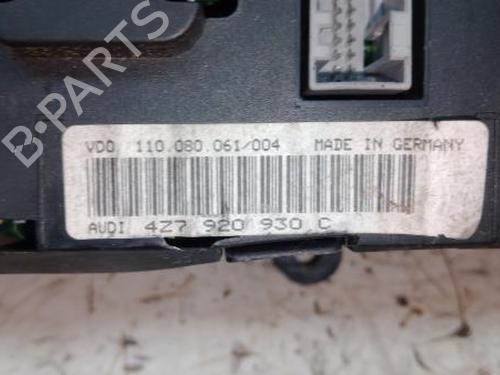 B-PARTS
VDO 110.080.061/004 MADE IN GERMANY
AUDI 4Z7 920 930 C